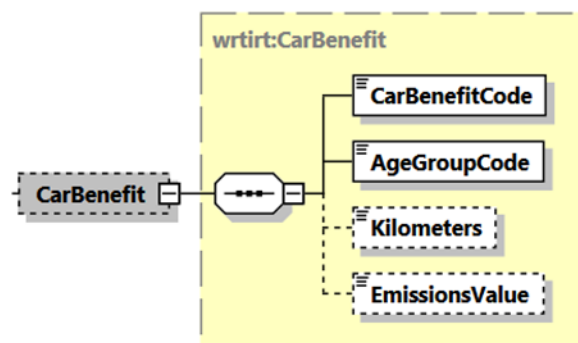 wrtirt:CarBenefit
CarBenefitCode
AgeGroupCode
CarBenefit
Kilometers
EmissionsValue